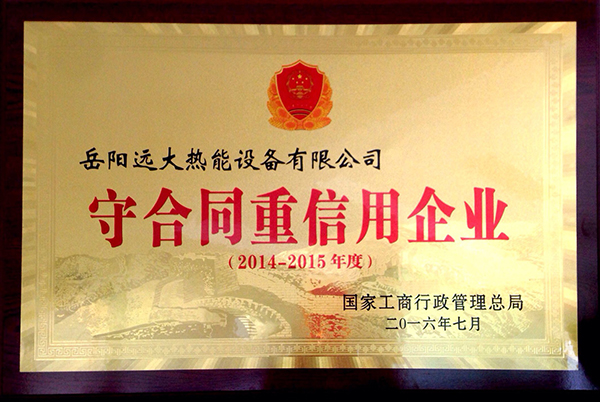 岳阳远大热能设备有限公司
守合同重信用企业
(2014-2015年度)
国家工商行政管理总局
二〇一六年七月